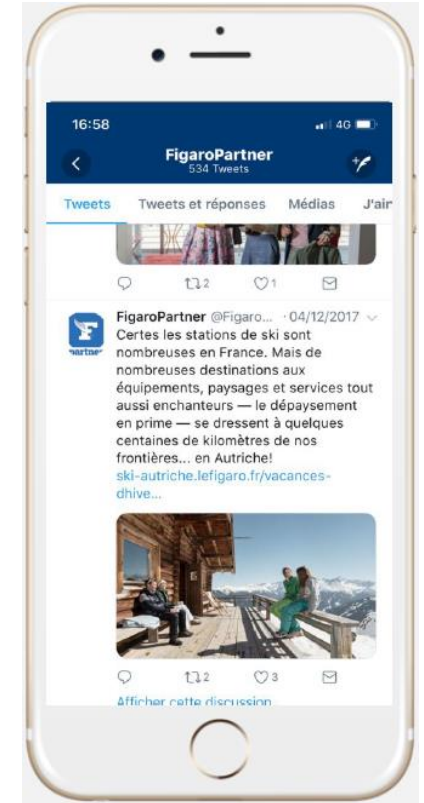 16:58
4G
FigaroPartner
534 Tweets
Tweets Tweets et réponses Médias J'air
2 1
FigaroPartner @Figaro... · 04/12/2017
Certes les stations de ski sont
nombreuses en France. Mais de
nombreuses destinations aux
équipements, paysages et services tout
aussi enchanteurs — le dépaysement
en prime — se dressent à quelques
centaines de kilomètres de nos
frontières... en Autriche!
ski-autriche.lefigaro.fr/vacances-
dhive...
F
partner
2 3
Afficher cette discussion